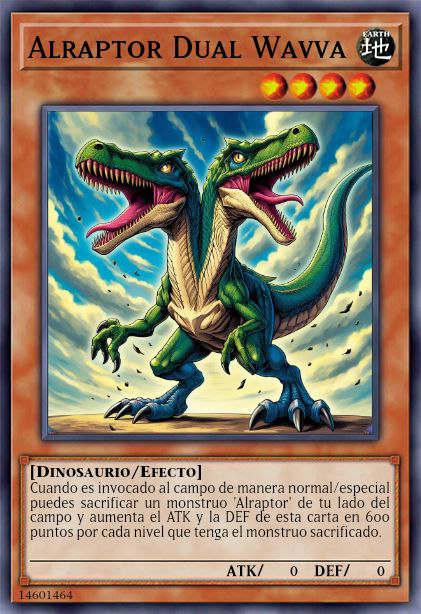 Alraptor Dual Wavva
EARTH
地
[Dinosaurio/Efecto]
Cuando es invocado al campo de manera normal/especial
puedes sacrificar un monstruo 'Alraptor' de tu lado del
campo y aumenta el ATK y la DEF de esta carta en 600
puntos por cada nivel que tenga el monstruo sacrificado.
ATK/ 0 DEF/ 0
14601464